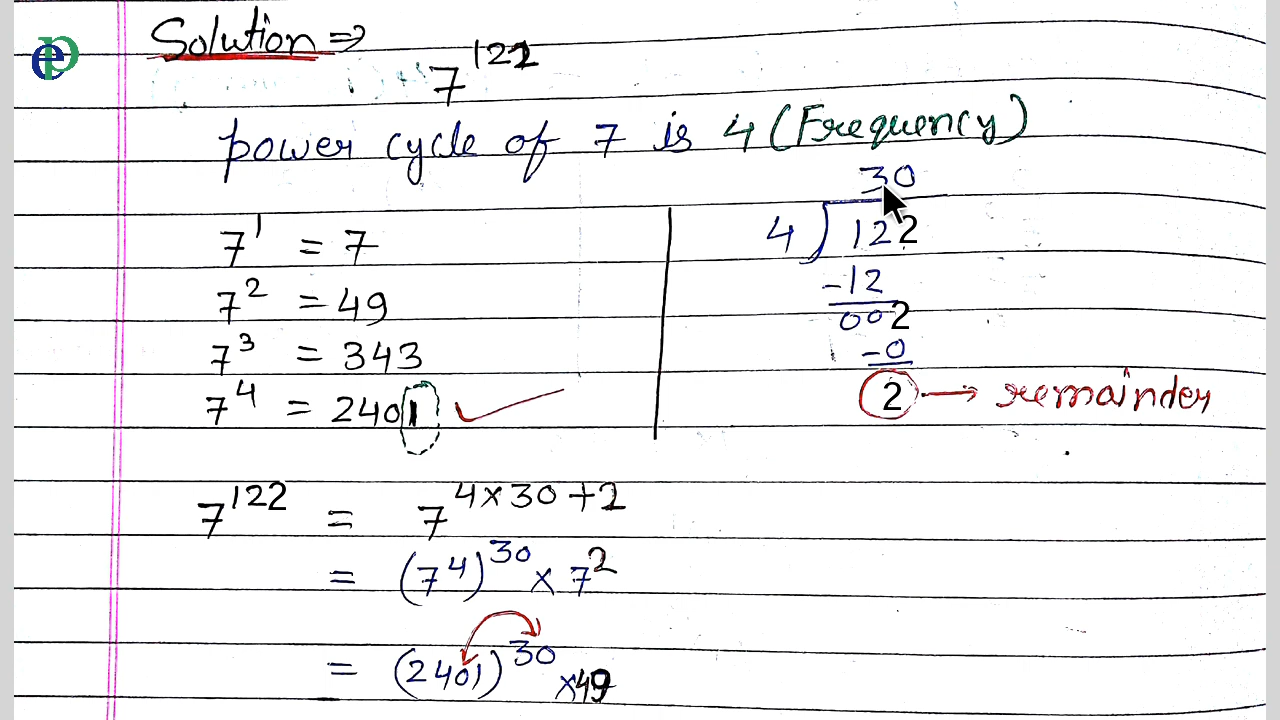 ep
Solution ⇒
7^122
power cycle of 7 is 4 (Frequency)
7^1 = 7
7^2 = 49
7^3 = 343
7^4 = 2401 ✓
30
4 ) 122
-12
002
-0
2 → remainder
7^122 = 7^4×30+2
= (7^4)^30 × 7^2
= (2401)^30 × 49